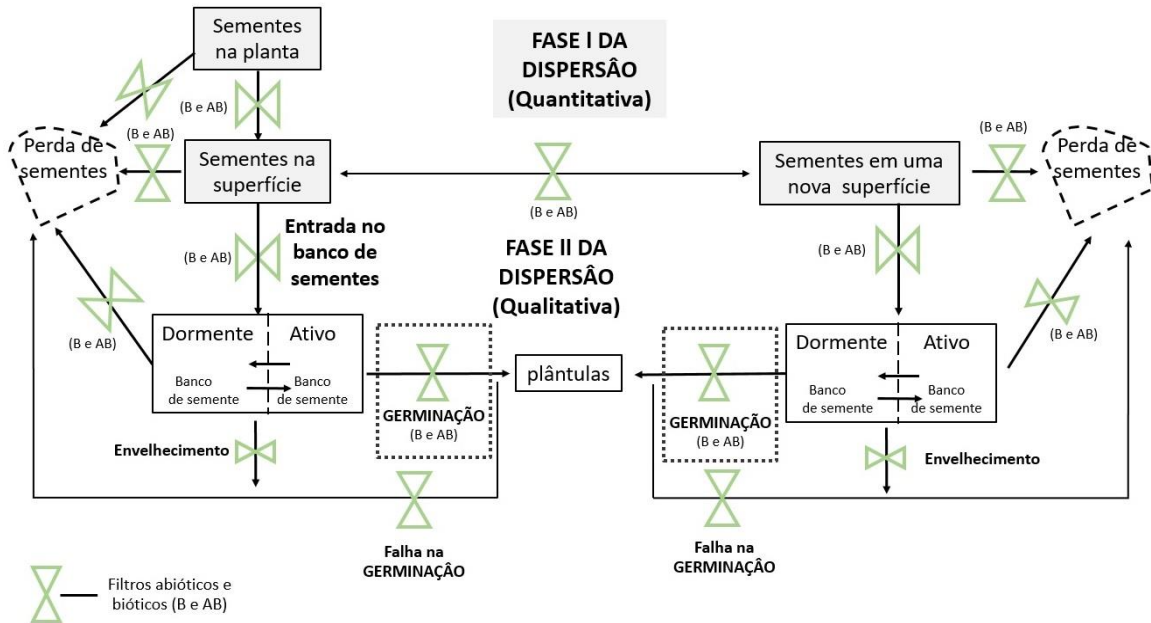 Sementes
na planta
FASE I DA
DISPERSÂO
(Quantitativa)
(B e AB)
(B e AB)
(B e AB)
Perda de
sementes
Sementes na
superfície
Sementes em uma
nova superfície
Perda de
sementes
(B e AB)
Entrada no
banco de
sementes
(B e AB)
FASE II DA
DISPERSÂO
(Qualitativa)
(B e AB)
(B e AB)
(B e AB)
Dormente
Ativo
Banco
de semente
Banco
de semente
GERMINAÇÃO
(B e AB)
plântulas
GERMINAÇÃO
(B e AB)
Dormente
Ativo
Banco
de semente
Banco
de semente
Envelhecimento
Envelhecimento
Falha na
GERMINAÇÂO
Falha na
GERMINAÇÂO
Filtros abióticos e
bióticos (B e AB)